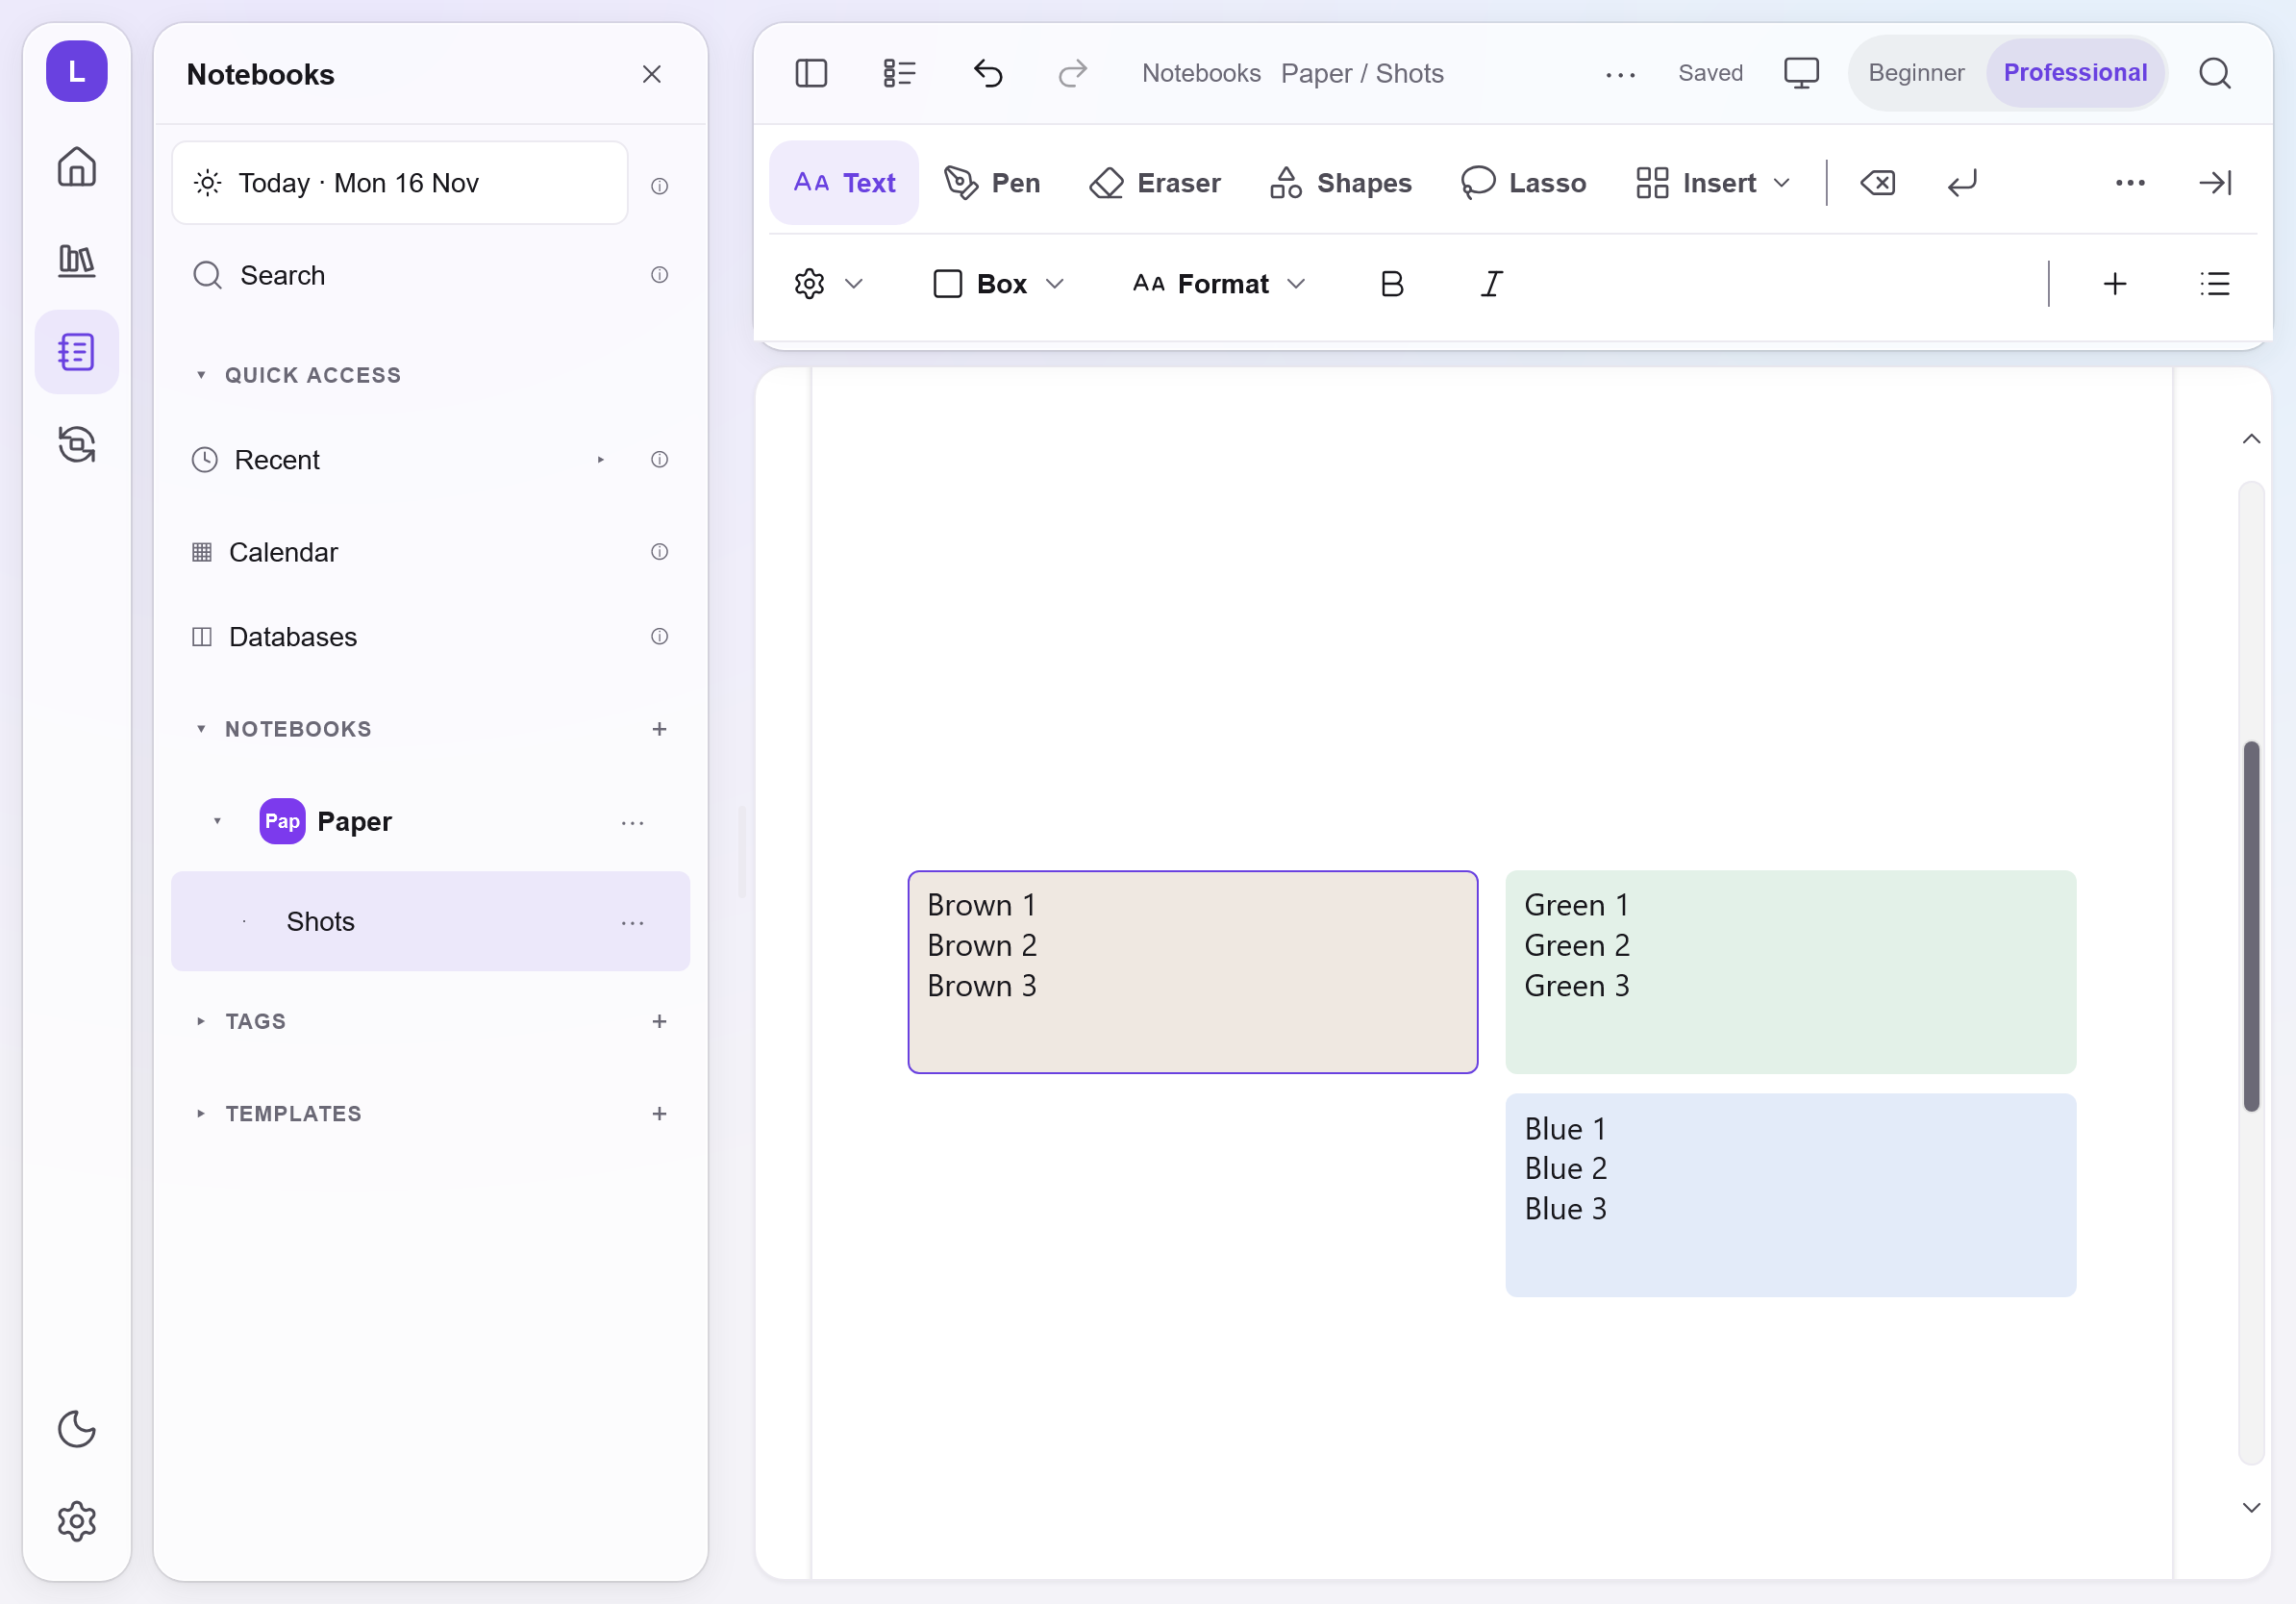 L
Notebooks
Today · Mon 16 Nov
Search
QUICK ACCESS
Recent
Calendar
Databases
NOTEBOOKS
Pap Paper
Shots
TAGS
TEMPLATES
Notebooks Paper / Shots
Saved
Beginner Professional
Text Pen Eraser Shapes Lasso Insert
Box Format B I
Brown 1
Brown 2
Brown 3
Green 1
Green 2
Green 3
Blue 1
Blue 2
Blue 3